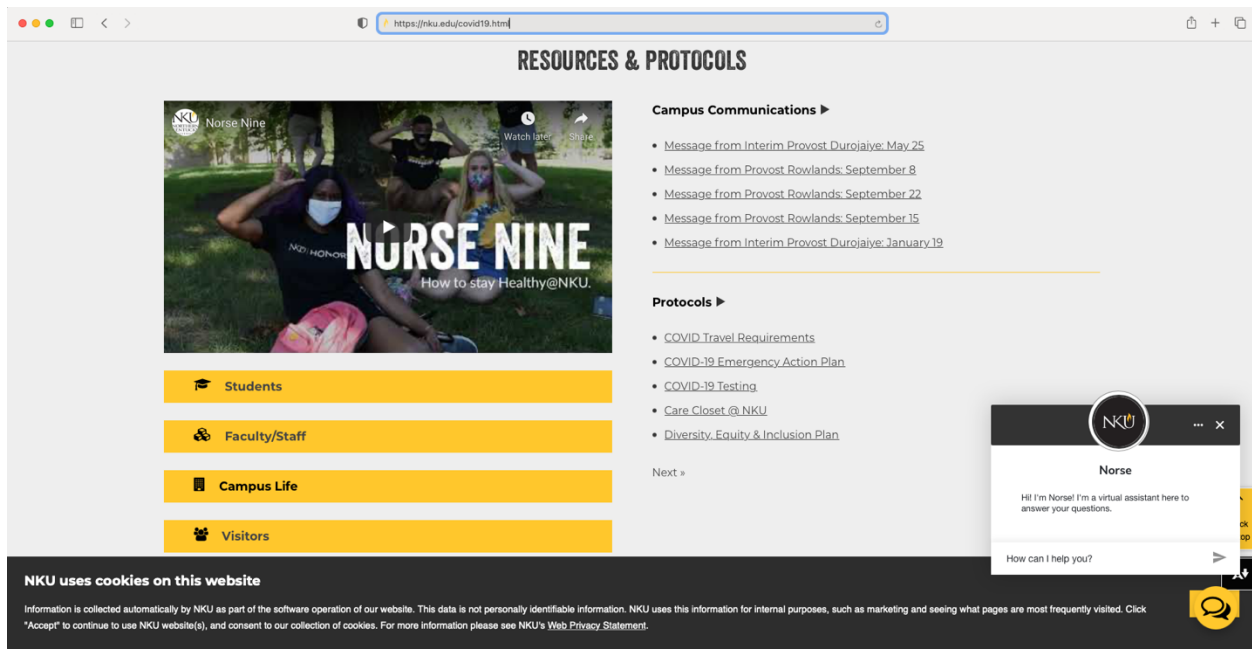 https://nku.edu/covid19.html
RESOURCES & PROTOCOLS
NKU
Norse Nine
Watch later
Share
NKU HONOR
NORSE NINE
How to stay Healthy@NKU.
Students
Faculty/Staff
Campus Life
Visitors
Campus Communications
Message from Interim Provost Durojaiye: May 25
Message from Provost Rowlands: September 8
Message from Provost Rowlands: September 22
Message from Provost Rowlands: September 15
Message from Interim Provost Durojaiye: January 19
Protocols
COVID Travel Requirements
COVID-19 Emergency Action Plan
COVID-19 Testing
Care Closet @ NKU
Diversity, Equity & Inclusion Plan
Next »
NKU
Norse
Hi! I'm Norse! I'm a virtual assistant here to
answer your questions.
How can I help you?
NKU uses cookies on this website
Information is collected automatically by NKU as part of the software operation of our website. This data is not personally identifiable information. NKU uses this information for internal purposes, such as marketing and seeing what pages are most frequently visited. Click
"Accept" to continue to use NKU website(s), and consent to our collection of cookies. For more information please see NKU's Web Privacy Statement.